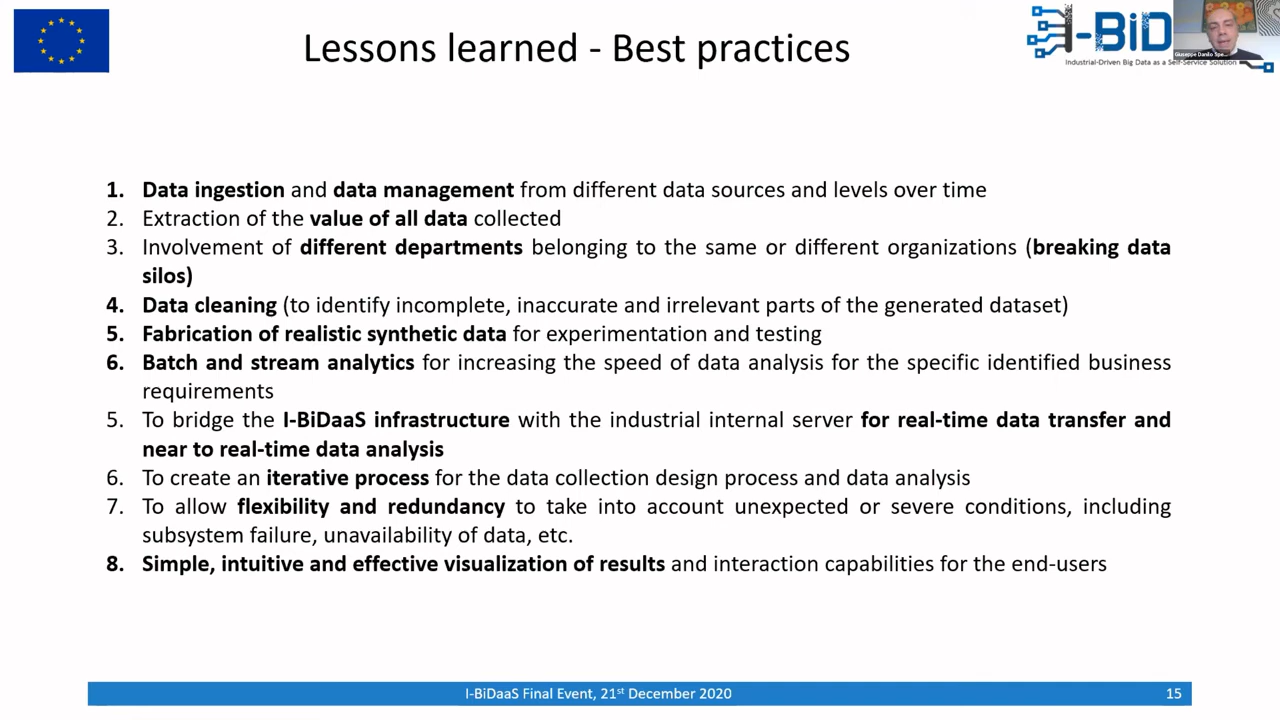 Lessons learned - Best practices
I-BiD
Industrial-Driven Big Data as a Self-Service Solution
Giuseppe Danilo Spe...
1. Data ingestion and data management from different data sources and levels over time
2. Extraction of the value of all data collected
3. Involvement of different departments belonging to the same or different organizations (breaking data
silos)
4. Data cleaning (to identify incomplete, inaccurate and irrelevant parts of the generated dataset)
5. Fabrication of realistic synthetic data for experimentation and testing
6. Batch and stream analytics for increasing the speed of data analysis for the specific identified business
requirements
5. To bridge the I-BiDaaS infrastructure with the industrial internal server for real-time data transfer and
near to real-time data analysis
6. To create an iterative process for the data collection design process and data analysis
7. To allow flexibility and redundancy to take into account unexpected or severe conditions, including
subsystem failure, unavailability of data, etc.
8. Simple, intuitive and effective visualization of results and interaction capabilities for the end-users
I-BiDaaS Final Event, 21st December 2020
15